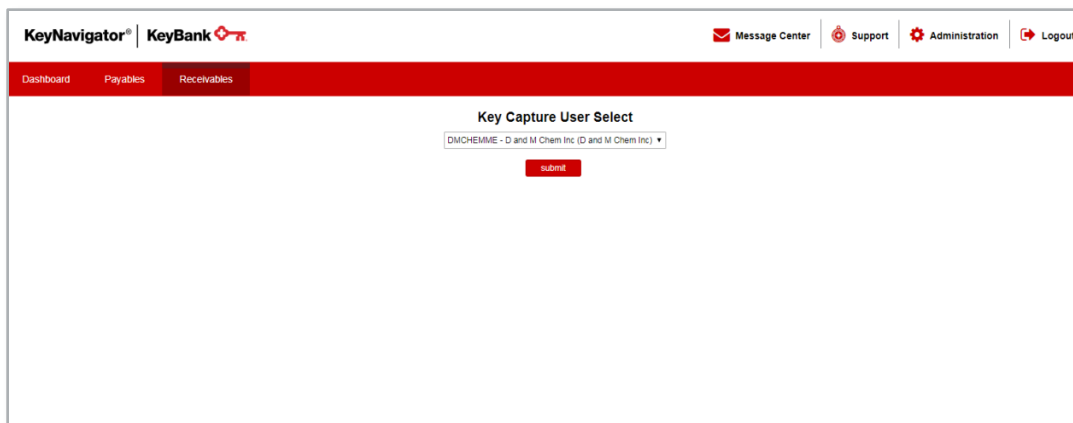 KeyNavigator® KeyBank
Message Center Support Administration Logout
Dashboard Payables Receivables
Key Capture User Select
DMCHEMME - D and M Chem Inc (D and M Chem Inc)
submit